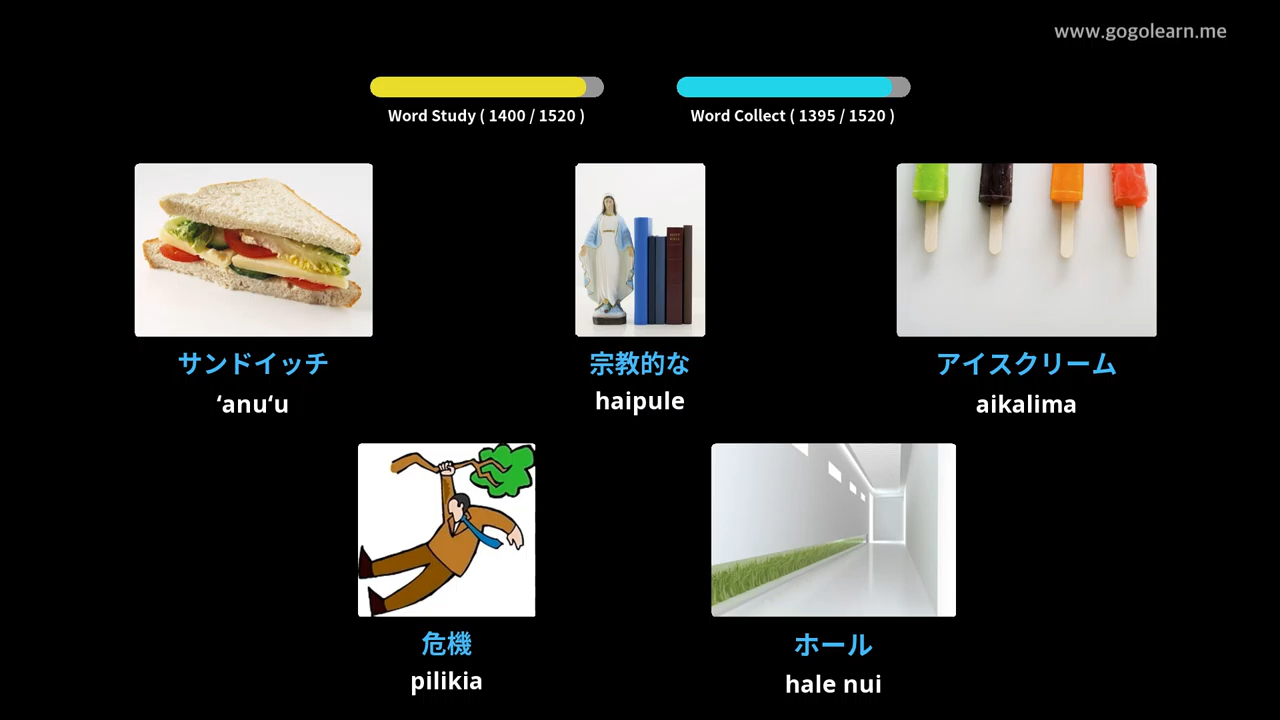 www.gogolearn.me
Word Study ( 1400 / 1520 )
Word Collect ( 1395 / 1520 )
サンドイッチ
ʻanuʻu
宗教的な
haipule
アイスクリーム
aikalima
危機
pilikia
ホール
hale nui